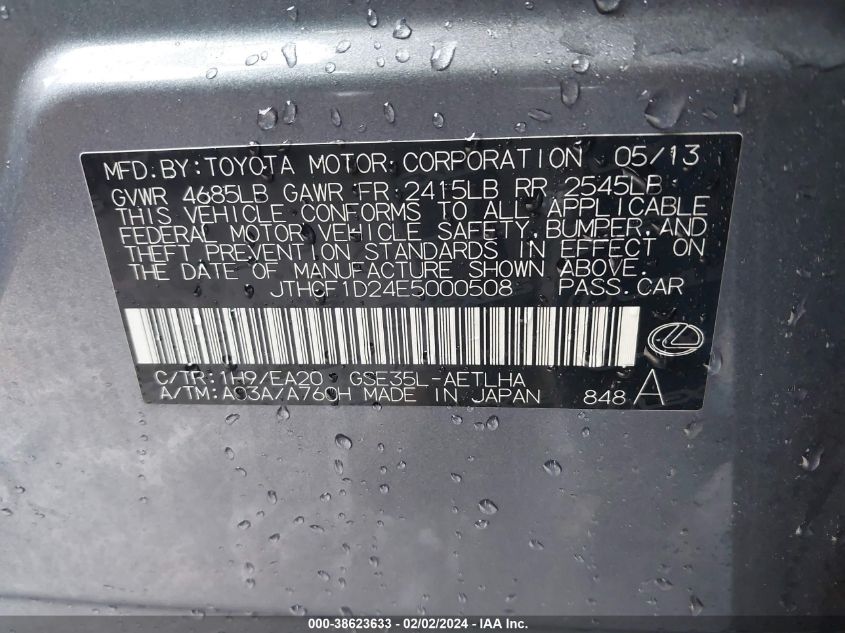 MFD. BY: TOYOTA MOTOR CORPORATION 05/13
GVWR 4685LB GAWR FR 2415LB RR 2545LB
THIS VEHICLE CONFORMS TO ALL APPLICABLE
FEDERAL MOTOR VEHICLE SAFETY, BUMPER, AND
THEFT PREVENTION STANDARDS IN EFFECT ON
THE DATE OF MANUFACTURE SHOWN ABOVE.
JTHCF1D24E5000508 PASS. CAR
C/TR: 1H9/EA20 GSE35L-AETLHA
A/TM: A03A/A760H MADE IN JAPAN 848 A
000-38623633 - 02/02/2024 - IAA Inc.